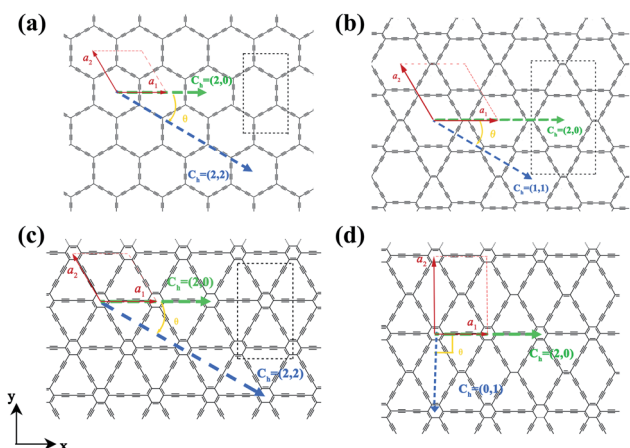 (a)
a₂
a₁
Cₕ=(2,0)
θ
Cₕ=(2,2)
(b)
a₂
a₁
Cₕ=(2,0)
θ
Cₕ=(1,1)
(c)
a₂
a₁
Cₕ=(2,0)
θ
Cₕ=(2,2)
(d)
a₂
a₁
θ
Cₕ=(2,0)
Cₕ=(0,1)
y
x